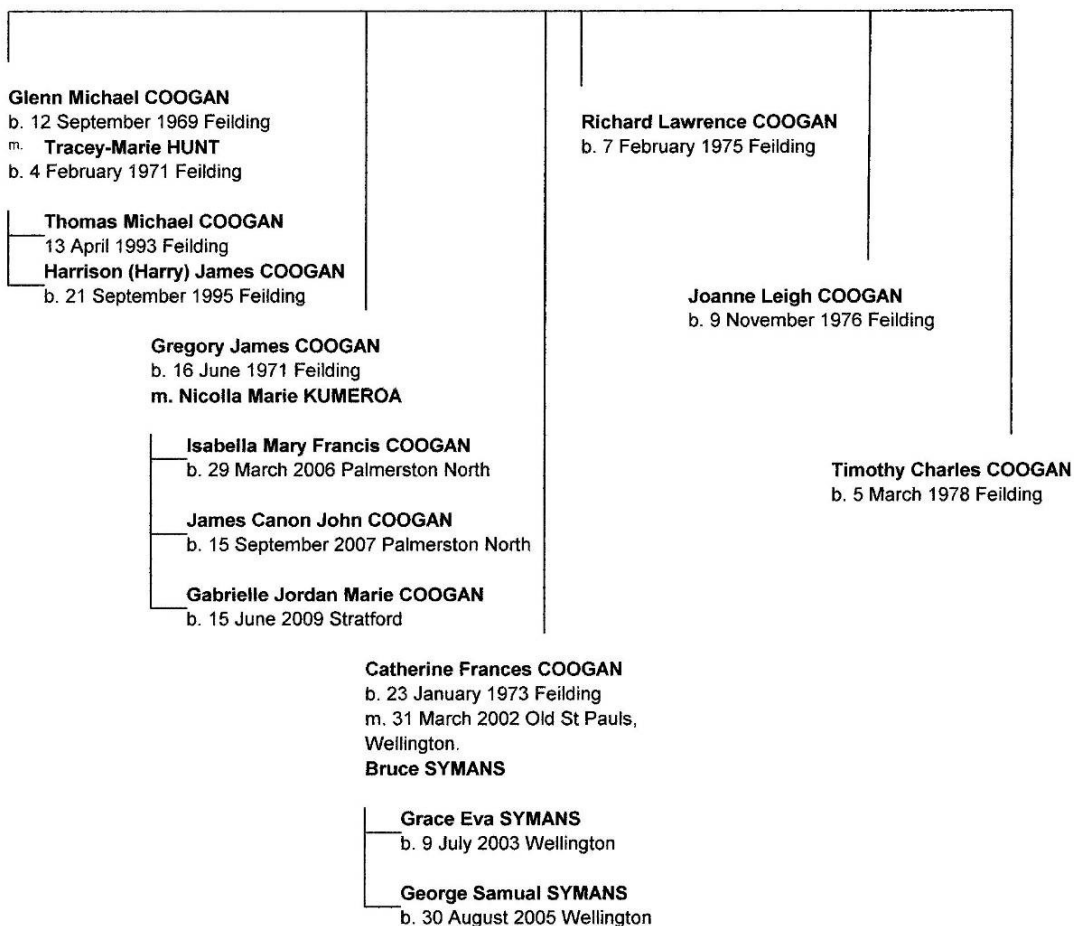 Glenn Michael COOGAN
b. 12 September 1969 Feilding
m. Tracey-Marie HUNT
b. 4 February 1971 Feilding
Thomas Michael COOGAN
13 April 1993 Feilding
Harrison (Harry) James COOGAN
b. 21 September 1995 Feilding
Gregory James COOGAN
b. 16 June 1971 Feilding
m. Nicolla Marie KUMEROA
Isabella Mary Francis COOGAN
b. 29 March 2006 Palmerston North
James Canon John COOGAN
b. 15 September 2007 Palmerston North
Gabrielle Jordan Marie COOGAN
b. 15 June 2009 Stratford
Catherine Frances COOGAN
b. 23 January 1973 Feilding
m. 31 March 2002 Old St Pauls,
Wellington.
Bruce SYMANS
Grace Eva SYMANS
b. 9 July 2003 Wellington
George Samual SYMANS
b. 30 August 2005 Wellington
Richard Lawrence COOGAN
b. 7 February 1975 Feilding
Joanne Leigh COOGAN
b. 9 November 1976 Feilding
Timothy Charles COOGAN
b. 5 March 1978 Feilding